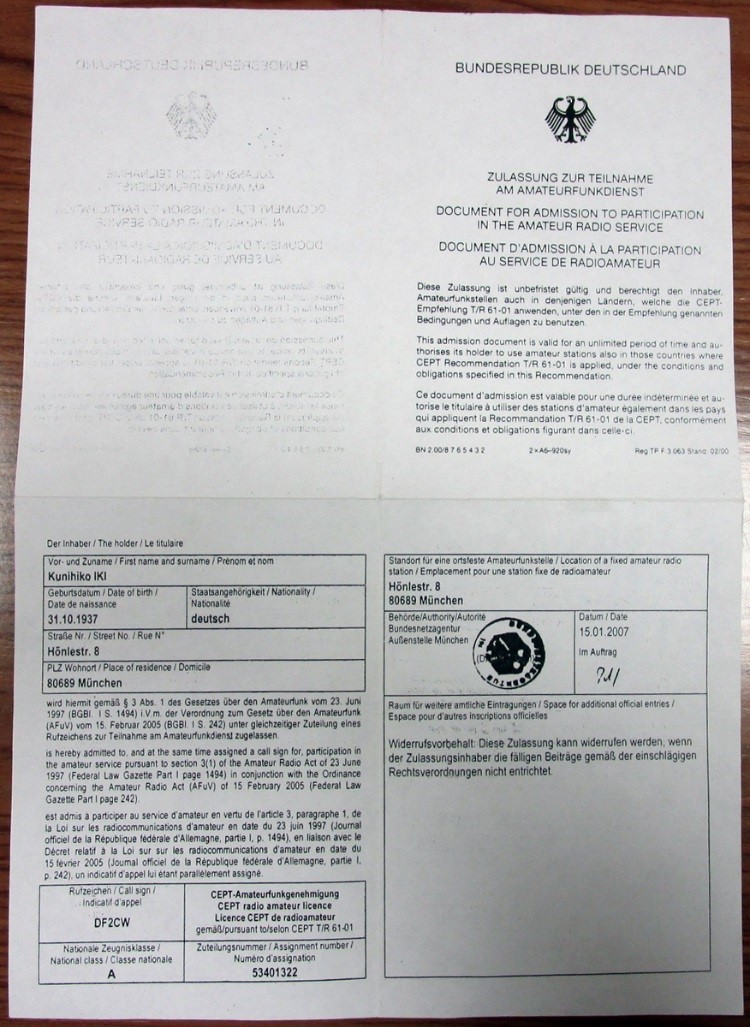 BUNDESREPUBLIK DEUTSCHLAND
ZULASSUNG ZUR TEILNAHME
AM AMATEURFUNKDIENST
DOCUMENT FOR ADMISSION TO PARTICIPATION
IN THE AMATEUR RADIO SERVICE
DOCUMENT D'ADMISSION À LA PARTICIPATION
AU SERVICE DE RADIOAMATEUR
Diese Zulassung ist unbefristet gültig und berechtigt den Inhaber,
Amateurfunkstellen auch in denjenigen Ländern, welche die CEPT-
Empfehlung T/R 61-01 anwenden, unter den in der Empfehlung genannten
Bedingungen und Auflagen zu benutzen.
This admission document is valid for an unlimited period of time and au-
thorises its holder to use amateur stations also in those countries where
CEPT Recommendation T/R 61-01 is applied, under the conditions and
obligations specified in this Recommendation.
Ce document d'admission est valable pour une durée indéterminée et au-
torise le titulaire à utiliser des stations d'amateur également dans les pays
qui appliquent la Recommandation T/R 61-01 de la CEPT, conformément
aux conditions et obligations figurant dans celle-ci.
BN 2.00/8 7 6 5 4 3 2 2×A6-920sy Reg TP F 3 063 Stand: 02/00
Der Inhaber / The holder / Le titulaire
Vor- und Zuname / First name and surname / Prénom et nom
Kunihiko IKI
Geburtsdatum / Date of birth /
Date de naissance
31.10.1937
Staatsangehörigkeit / Nationality /
Nationalité
deutsch
Straße Nr. / Street No. / Rue N°
Hönlestr. 8
PLZ Wohnort / Place of residence / Domicile
80689 München
wird hiermit gemäß § 3 Abs. 1 des Gesetzes über den Amateurfunk vom 23. Juni
1997 (BGBl. I S. 1494) i.V.m. der Verordnung zum Gesetz über den Amateurfunk
(AFuV) vom 15. Februar 2005 (BGBl. I S. 242) unter gleichzeitiger Zuteilung eines
Rufzeichens zur Teilnahme am Amateurfunkdienst zugelassen.
is hereby admitted to, and at the same time assigned a call sign for, participation in
the amateur service pursuant to section 3(1) of the Amateur Radio Act of 23 June
1997 (Federal Law Gazette Part I page 1494) in conjunction with the Ordinance
concerning the Amateur Radio Act (AFuV) of 15 February 2005 (Federal Law
Gazette Part I page 242).
est admis à participer au service d'amateur en vertu de l'article 3, paragraphe 1, de
la Loi sur les radiocommunications d'amateur en date du 23 juin 1997 (Journal
officiel de la République fédérale d'Allemagne, partie I, p. 1494), en liaison avec le
Décret relatif à la Loi sur sur les radiocommunications d'amateur en date du
15 février 2005 (Journal officiel de la République fédérale d'Allemagne, partie I,
p. 242), un indicatif d'appel lui étant parallèlement assigné.
Rufzeichen / Call sign /
Indicatif d'appel
DF2CW
CEPT-Amateurfunkgenehmigung
CEPT radio amateur licence
Licence CEPT de radioamateur
gemäß/pursuant to/selon CEPT T/R 61-01
Nationale Zeugnisklasse /
National class / Classe nationale
A
Zuteilungsnummer / Assignment number /
Numéro d'assignation
53401322
Standort für eine ortsfeste Amateurfunkstelle / Location of a fixed amateur radio
station / Emplacement pour une station fixe de radioamateur
Hönlestr. 8
80689 München
Behörde/Authority/Autorité
Bundesnetzagentur
Außenstelle München
Datum / Date
15.01.2007
Im Auftrag
Raum für weitere amtliche Eintragungen / Space for additional official entries /
Espace pour d'autres inscriptions officielles
Widerrufsvorbehalt: Diese Zulassung kann widerrufen werden, wenn
der Zulassungsinhaber die fälligen Beiträge gemäß der einschlägigen
Rechtsverordnungen nicht entrichtet.